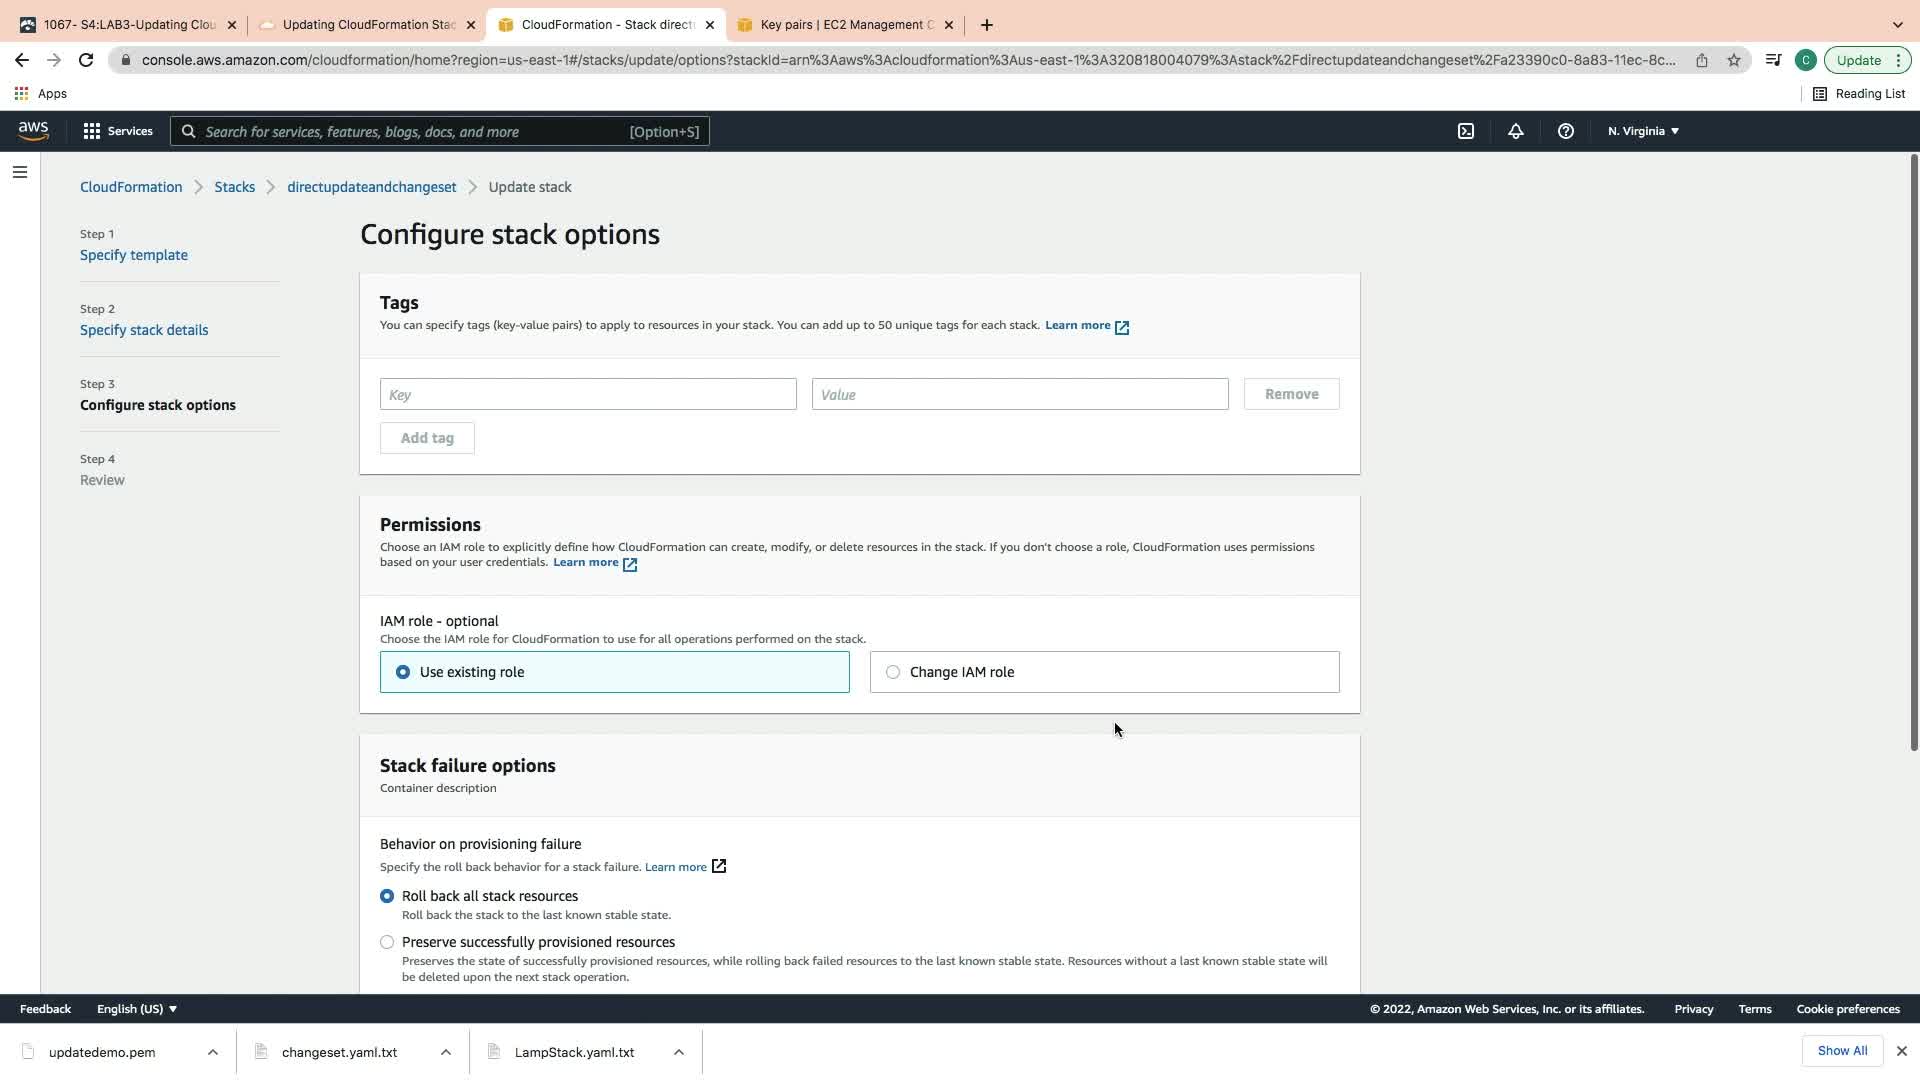 1067- S4:LAB3-Updating Clou
Updating CloudFormation Stac
CloudFormation - Stack direct
Key pairs | EC2 Management C
console.aws.amazon.com/cloudformation/home?region=us-east-1#/stacks/update/options?stackId=arn%3Aaws%3Acloudformation%3Aus-east-1%3A320818004079%3Astack%2Fdirectupdateandchangeset%2Fa23390c0-8a83-11ec-8c...
C
Update
Apps
Reading List
aws
Services
Search for services, features, blogs, docs, and more
[Option+S]
N. Virginia
CloudFormation
Stacks
directupdateandchangeset
Update stack
Step 1
Specify template
Step 2
Specify stack details
Step 3
Configure stack options
Step 4
Review
Configure stack options
Tags
You can specify tags (key-value pairs) to apply to resources in your stack. You can add up to 50 unique tags for each stack. Learn more
Key
Value
Remove
Add tag
Permissions
Choose an IAM role to explicitly define how CloudFormation can create, modify, or delete resources in the stack. If you don't choose a role, CloudFormation uses permissions
based on your user credentials. Learn more
IAM role - optional
Choose the IAM role for CloudFormation to use for all operations performed on the stack.
Use existing role
Change IAM role
Stack failure options
Container description
Behavior on provisioning failure
Specify the roll back behavior for a stack failure. Learn more
Roll back all stack resources
Roll back the stack to the last known stable state.
Preserve successfully provisioned resources
Preserves the state of successfully provisioned resources, while rolling back failed resources to the last known stable state. Resources without a last known stable state will
be deleted upon the next stack operation.
Feedback
English (US)
© 2022, Amazon Web Services, Inc. or its affiliates.
Privacy
Terms
Cookie preferences
updatedemo.pem
changeset.yaml.txt
LampStack.yaml.txt
Show All